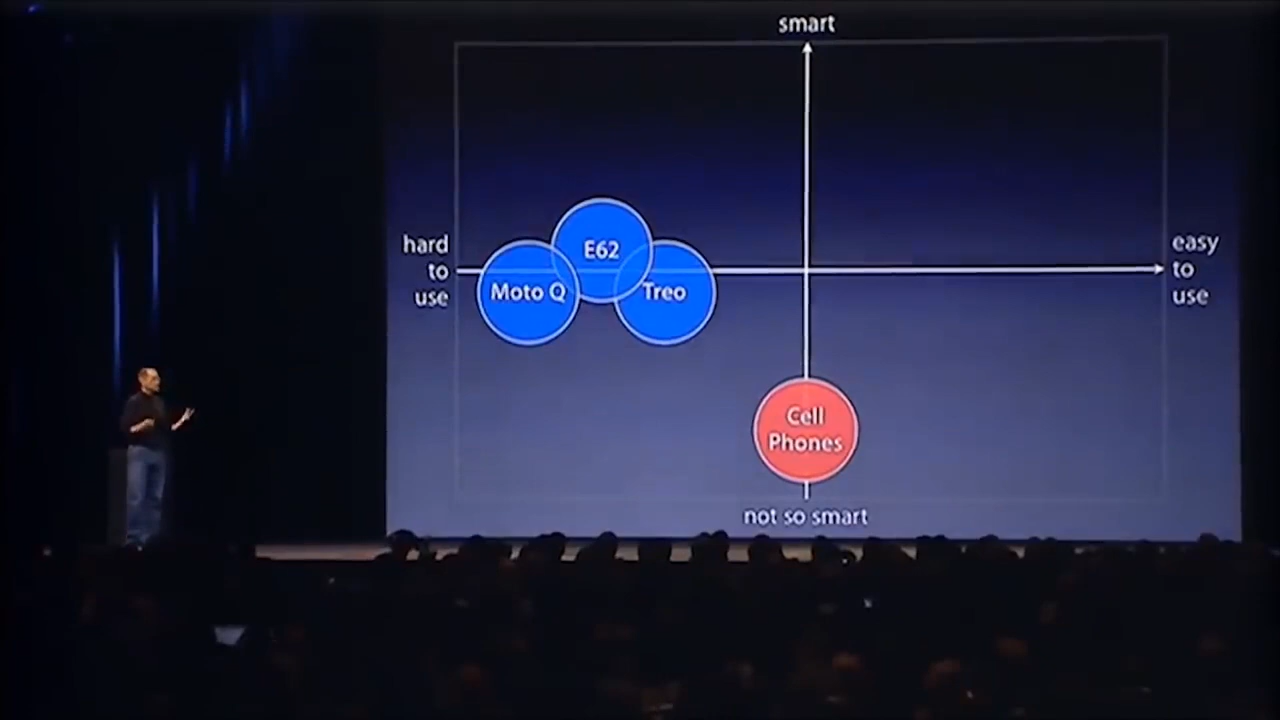 smart
hard
to
use
easy
to
use
E62
Moto Q
Treo
Cell
Phones
not so smart